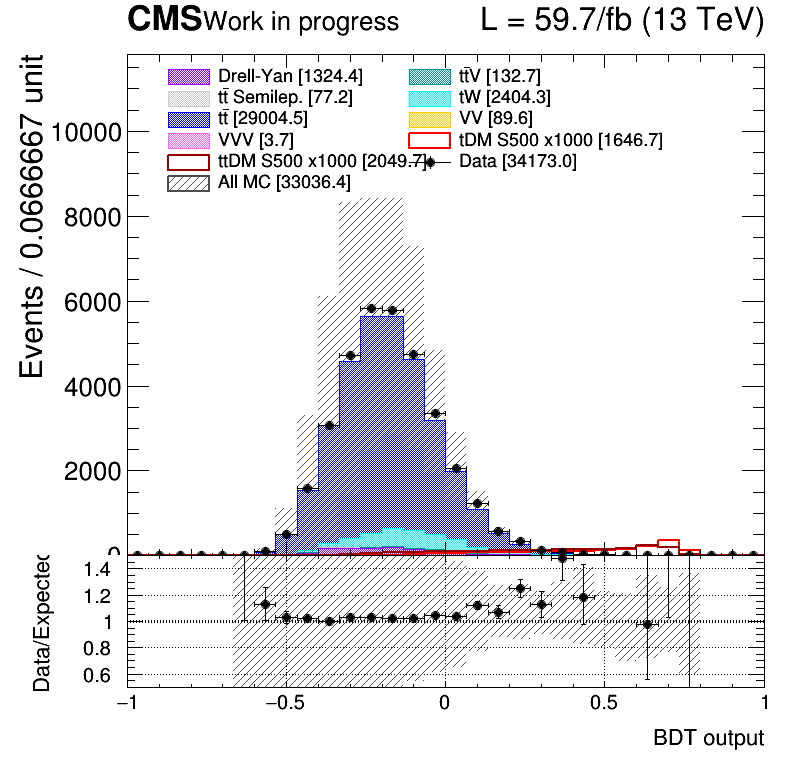 CMS Work in progress L = 59.7/fb (13 TeV)
Events / 0.0666667 unit
Drell-Yan [1324.4] tt̄V [132.7]
tt̄ Semilep. [77.2] tW [2404.3]
tt̄ [29004.5] VV [89.6]
VVV [3.7] tDM S500 x1000 [1646.7]
ttDM S500 x1000 [2049.7] Data [34173.0]
All MC [33036.4]
10000
8000
6000
4000
2000
0
Data/Expected
1.4
1.2
1
0.8
0.6
−1 −0.5 0 0.5 1
BDT output